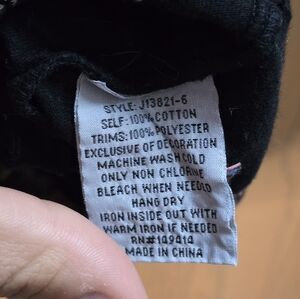 STYLE: J13821-6
SELF: 100% COTTON
TRIMS: 100% POLYESTER
EXCLUSIVE OF DECORATION
MACHINE WASH COLD
ONLY NON CHLORINE
BLEACH WHEN NEEDED
HANG DRY
IRON INSIDE OUT WITH
WARM IRON IF NEEDED
RN#149414
MADE IN CHINA